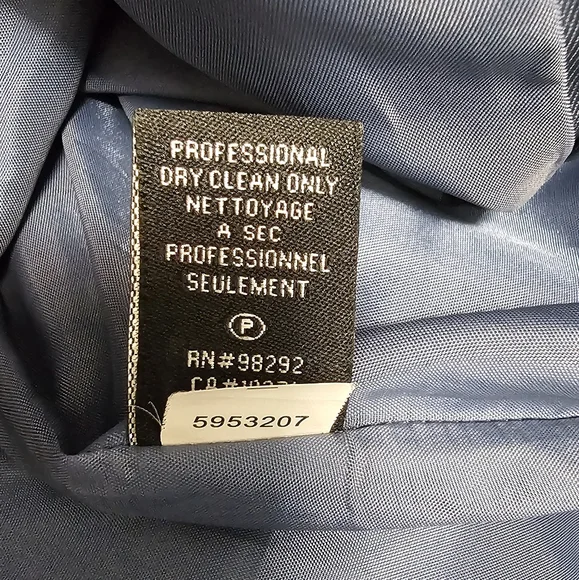 PROFESSIONAL
DRY CLEAN ONLY
NETTOYAGE
A SEC
PROFESSIONNEL
SEULEMENT
P
RN#98292
5953207